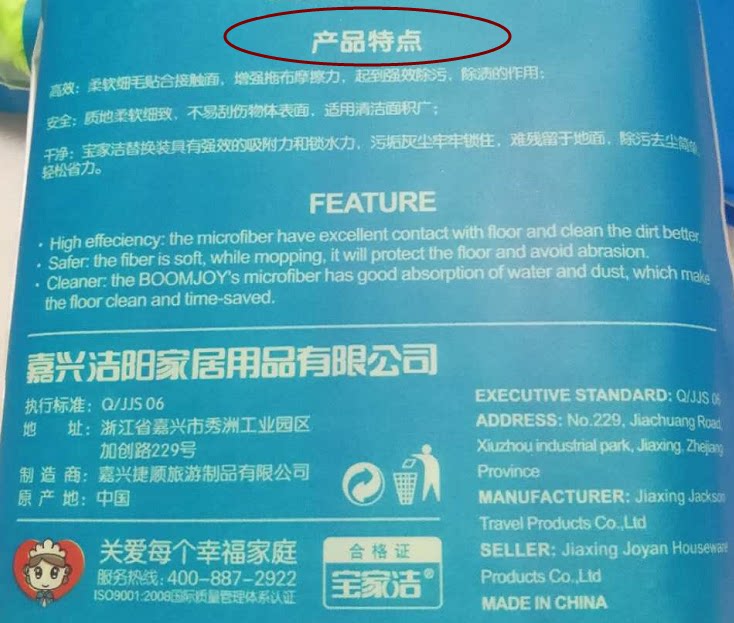 产品特点
高效：柔软细毛贴合接触面，增强拖布摩擦力，起到强效除污，除渍的作用；
安全：质地柔软细致，不易刮伤物体表面，适用清洁面积广；
干净：宝家洁替换装具有强效的吸附力和锁水力，污垢灰尘牢牢锁住，难残留于地面，除污去尘简单
轻松省力。
FEATURE
· High effeciency: the microfiber have excellent contact with floor and clean the dirt better.
· Safer: the fiber is soft, while mopping, it will protect the floor and avoid abrasion.
· Cleaner: the BOOMJOY's microfiber has good absorption of water and dust, which make
the floor clean and time-saved.
嘉兴洁阳家居用品有限公司
执行标准：Q/JJS 06
地 址：浙江省嘉兴市秀洲工业园区
加创路229号
制造商：嘉兴捷顺旅游制品有限公司
原产地：中国
EXECUTIVE STANDARD: Q/JJS 06
ADDRESS: No.229, Jiachuang Road,
Xiuzhou industrial park, Jiaxing, Zhejiang
Province
MANUFACTURER: Jiaxing Jackson
Travel Products Co.,Ltd
SELLER: Jiaxing Joyan Houseware
Products Co.,Ltd
MADE IN CHINA
关爱每个幸福家庭
服务热线：400-887-2922
ISO9001:2008国际质量管理体系认证
合格证
宝家洁®